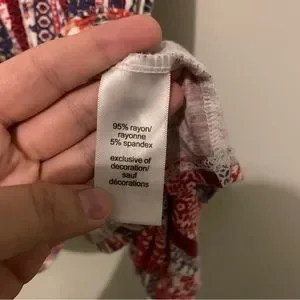 95% rayon/
rayonne
5% spandex
exclusive of
decoration/
sauf
décorations